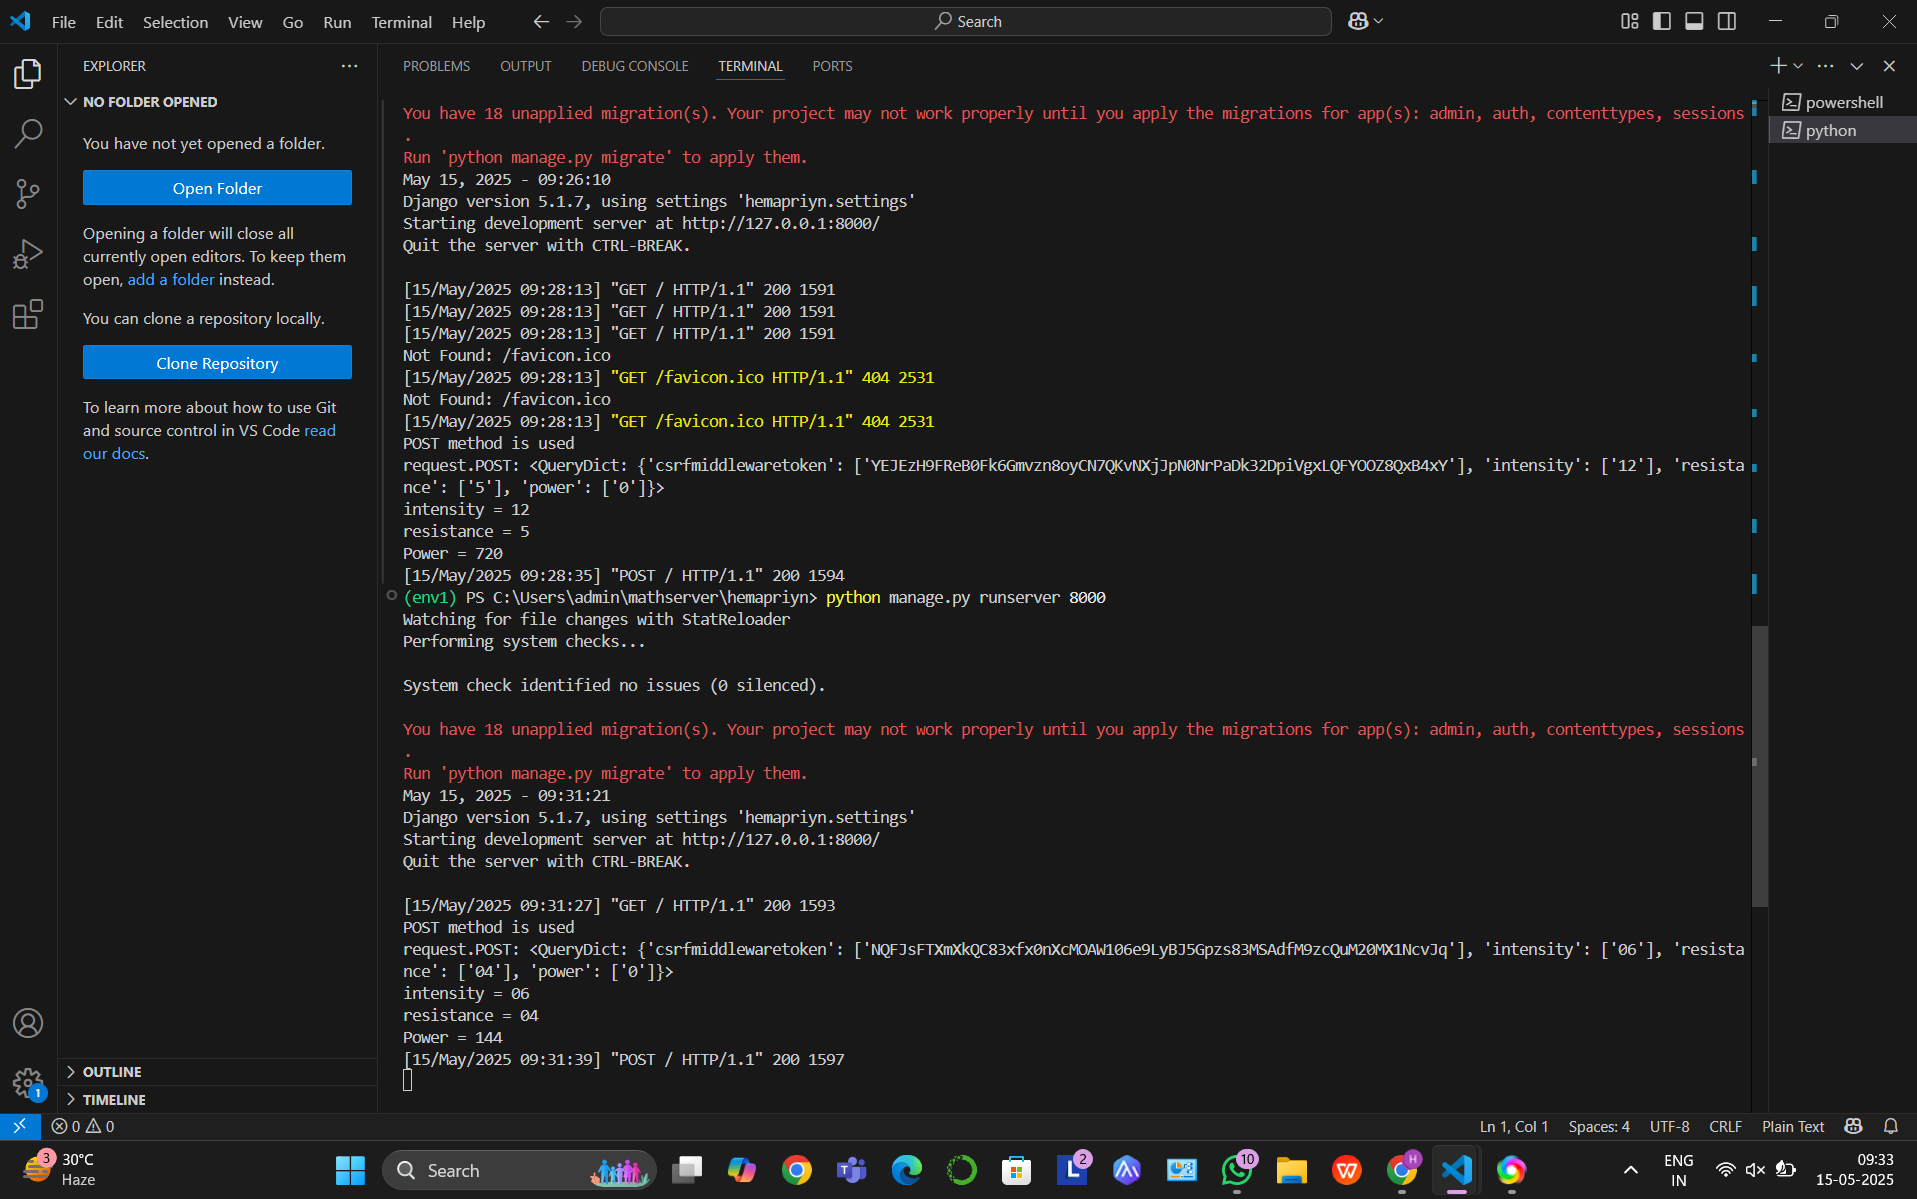 File Edit Selection View Go Run Terminal Help
Search
EXPLORER
NO FOLDER OPENED
You have not yet opened a folder.
Open Folder
Opening a folder will close all
currently open editors. To keep them
open, add a folder instead.
You can clone a repository locally.
Clone Repository
To learn more about how to use Git
and source control in VS Code read
our docs.
OUTLINE
TIMELINE
PROBLEMS OUTPUT DEBUG CONSOLE TERMINAL PORTS
You have 18 unapplied migration(s). Your project may not work properly until you apply the migrations for app(s): admin, auth, contenttypes, sessions
.
Run 'python manage.py migrate' to apply them.
May 15, 2025 - 09:26:10
Django version 5.1.7, using settings 'hemapriyn.settings'
Starting development server at http://127.0.0.1:8000/
Quit the server with CTRL-BREAK.
[15/May/2025 09:28:13] "GET / HTTP/1.1" 200 1591
[15/May/2025 09:28:13] "GET / HTTP/1.1" 200 1591
[15/May/2025 09:28:13] "GET / HTTP/1.1" 200 1591
Not Found: /favicon.ico
[15/May/2025 09:28:13] "GET /favicon.ico HTTP/1.1" 404 2531
Not Found: /favicon.ico
[15/May/2025 09:28:13] "GET /favicon.ico HTTP/1.1" 404 2531
POST method is used
request.POST: <QueryDict: {'csrfmiddlewaretoken': ['YEJEzH9FReB0Fk6Gmvzn8oyCN7QKvNXjJpN0NrPaDk32DpiVgxLQFYOOZ8QxB4xY'], 'intensity': ['12'], 'resista
nce': ['5'], 'power': ['0']}>
intensity = 12
resistance = 5
Power = 720
[15/May/2025 09:28:35] "POST / HTTP/1.1" 200 1594
(env1) PS C:\Users\admin\mathserver\hemapriyn> python manage.py runserver 8000
Watching for file changes with StatReloader
Performing system checks...
System check identified no issues (0 silenced).
You have 18 unapplied migration(s). Your project may not work properly until you apply the migrations for app(s): admin, auth, contenttypes, sessions
.
Run 'python manage.py migrate' to apply them.
May 15, 2025 - 09:31:21
Django version 5.1.7, using settings 'hemapriyn.settings'
Starting development server at http://127.0.0.1:8000/
Quit the server with CTRL-BREAK.
[15/May/2025 09:31:27] "GET / HTTP/1.1" 200 1593
POST method is used
request.POST: <QueryDict: {'csrfmiddlewaretoken': ['NQFJsFTXmXkQC83xfx0nXcMOAW106e9LyBJ5Gpzs83MSAdfM9zcQuM20MX1NcvJq'], 'intensity': ['06'], 'resista
nce': ['04'], 'power': ['0']}>
intensity = 06
resistance = 04
Power = 144
[15/May/2025 09:31:39] "POST / HTTP/1.1" 200 1597
powershell
python
1
0 0
Ln 1, Col 1 Spaces: 4 UTF-8 CRLF Plain Text
3
30°C
Haze
Search
L 2
10
W
H
ENG
IN
09:33
15-05-2025